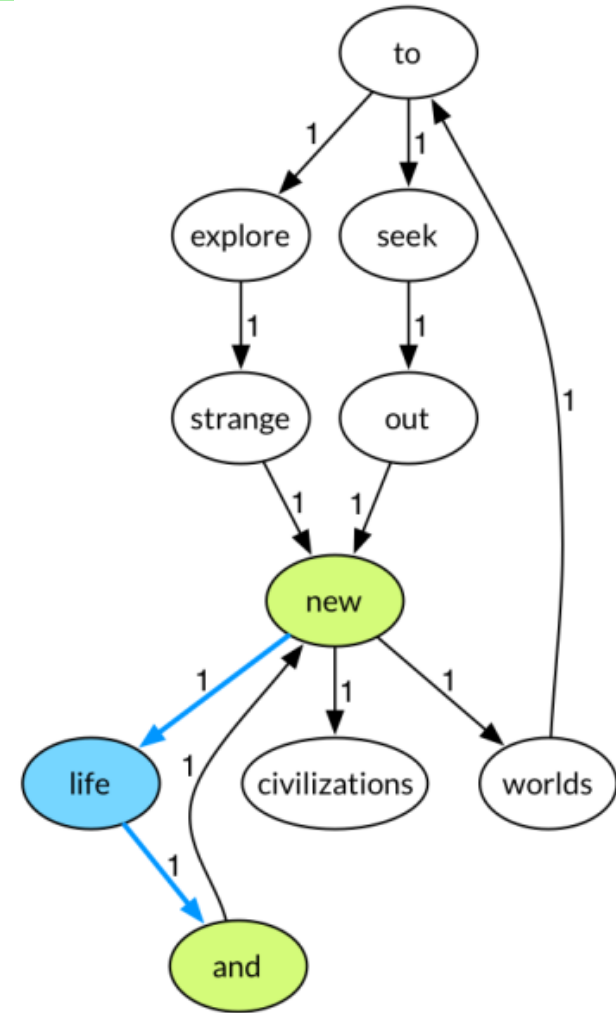 to
1
1
explore
seek
1
1
1
strange
out
1
1
new
1
1
1
life
civilizations
worlds
1
1
and